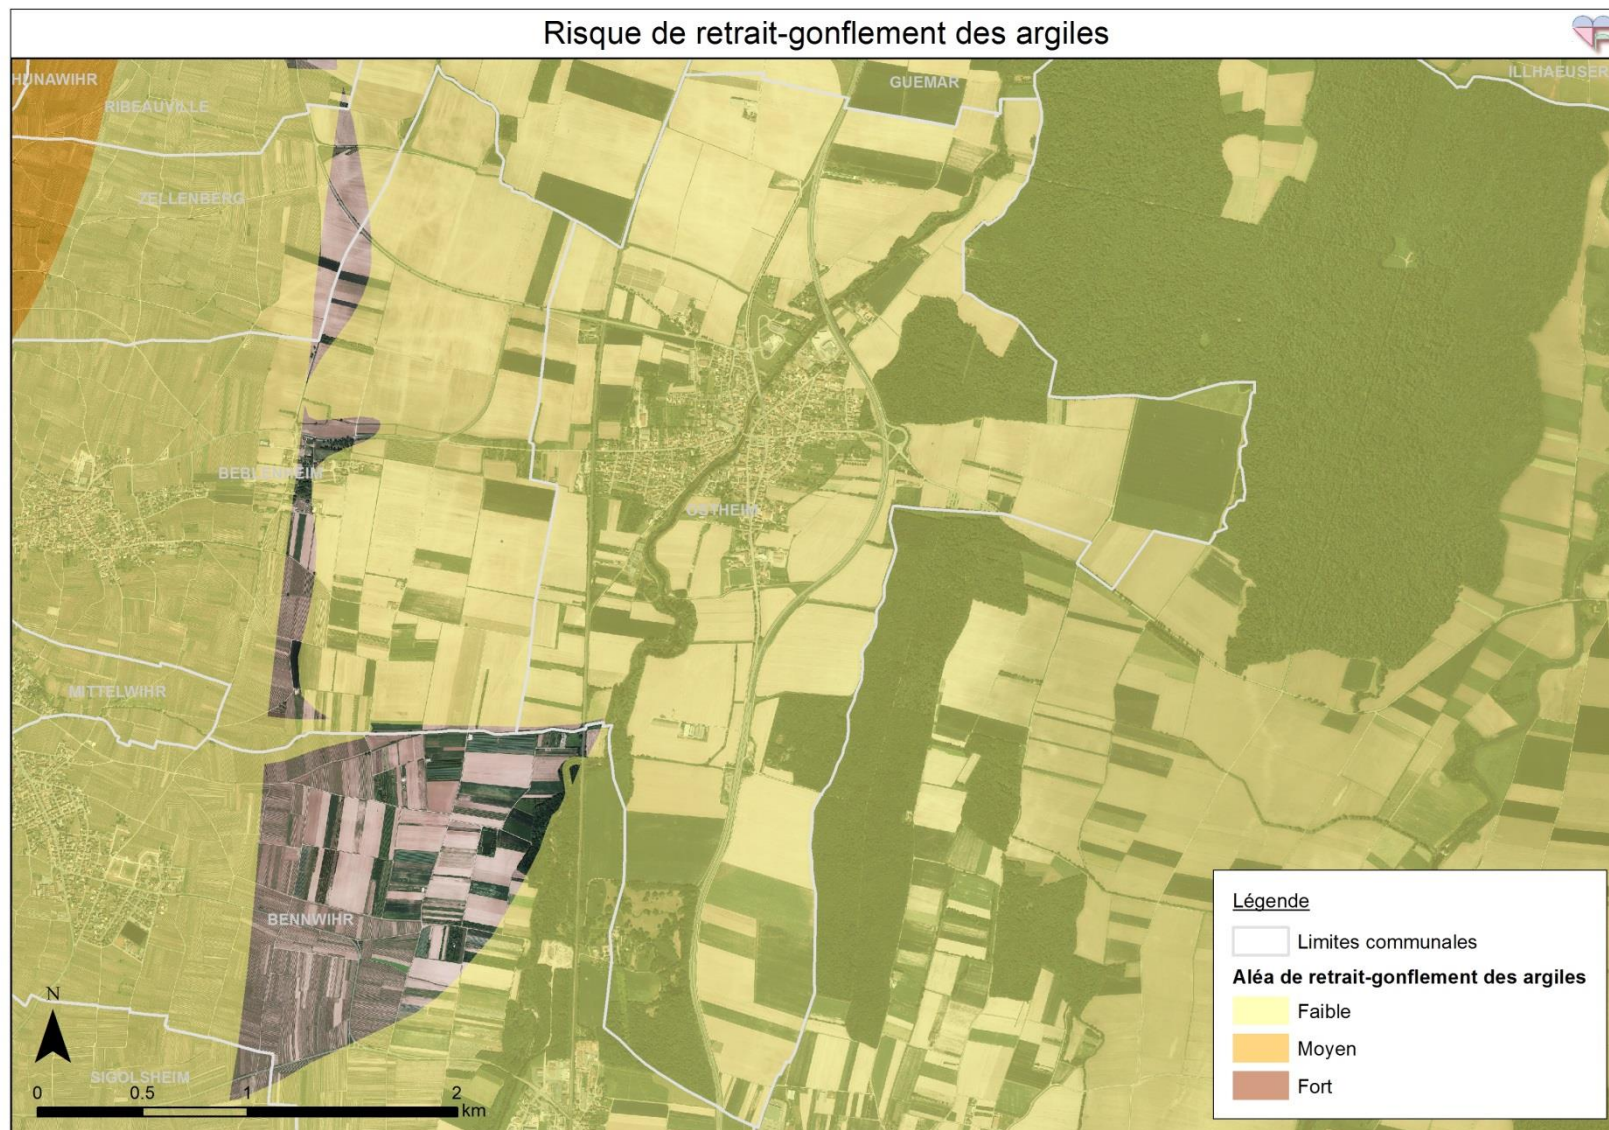 Risque de retrait-gonflement des argiles
HUNAWIHR
RIBEAUVILLE
GUEMAR
ILLHAEUSER
ZELLENBERG
BEBLENHEIM
OSTHEIM
MITTELWIHR
BENNWIHR
SIGOLSHEIM
N
0 0.5 1 2
km
Légende
Limites communales
Aléa de retrait-gonflement des argiles
Faible
Moyen
Fort